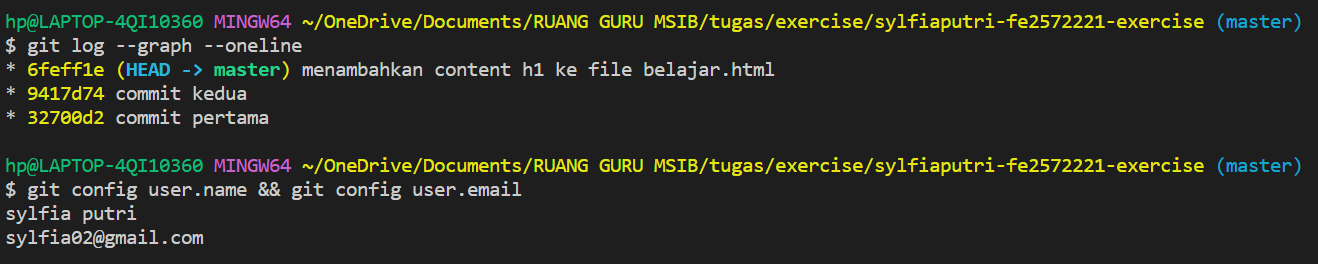 hp@LAPTOP-4QI10360 MINGW64 ~/OneDrive/Documents/RUANG GURU MSIB/tugas/exercise/sylfiaputri-fe2572221-exercise (master)
$ git log --graph --oneline
* 6feff1e (HEAD -> master) menambahkan content h1 ke file belajar.html
* 9417d74 commit kedua
* 32700d2 commit pertama
hp@LAPTOP-4QI10360 MINGW64 ~/OneDrive/Documents/RUANG GURU MSIB/tugas/exercise/sylfiaputri-fe2572221-exercise (master)
$ git config user.name && git config user.email
sylfia putri
sylfia02@gmail.com